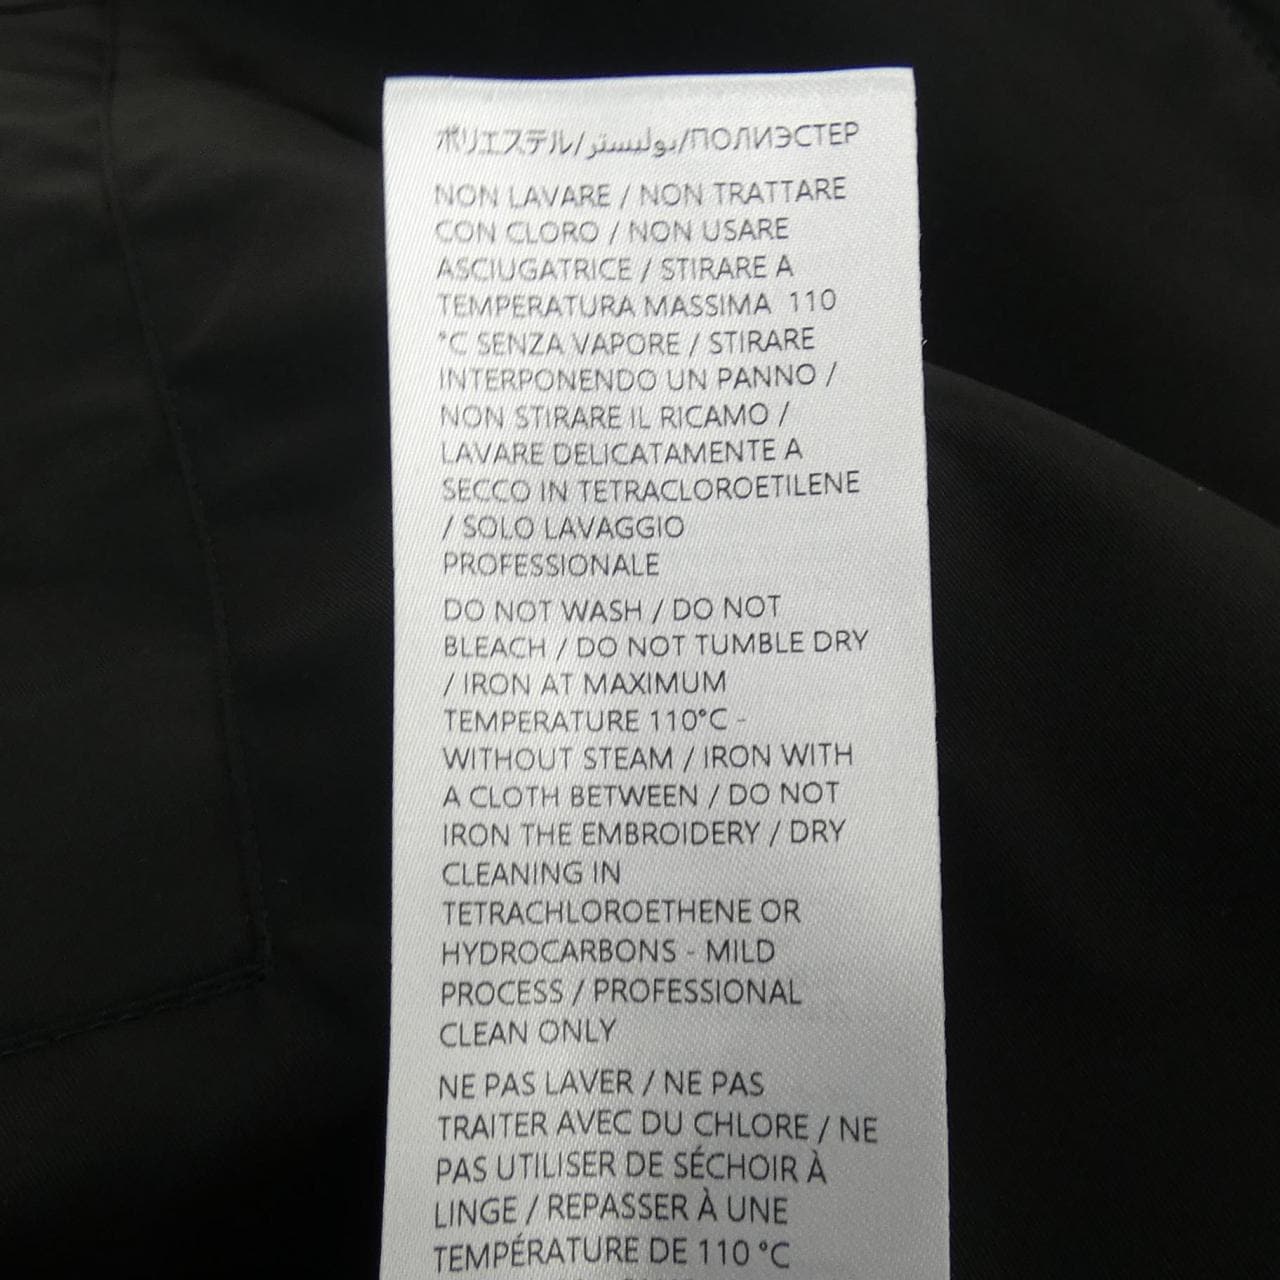 ポリエステル/بوليستر/ПОЛИЭСТЕР
NON LAVARE / NON TRATTARE
CON CLORO / NON USARE
ASCIUGATRICE / STIRARE A
TEMPERATURA MASSIMA 110
°C SENZA VAPORE / STIRARE
INTERPONENDO UN PANNO /
NON STIRARE IL RICAMO /
LAVARE DELICATAMENTE A
SECCO IN TETRACLOROETILENE
/ SOLO LAVAGGIO
PROFESSIONALE
DO NOT WASH / DO NOT
BLEACH / DO NOT TUMBLE DRY
/ IRON AT MAXIMUM
TEMPERATURE 110°C -
WITHOUT STEAM / IRON WITH
A CLOTH BETWEEN / DO NOT
IRON THE EMBROIDERY / DRY
CLEANING IN
TETRACHLOROETHENE OR
HYDROCARBONS - MILD
PROCESS / PROFESSIONAL
CLEAN ONLY
NE PAS LAVER / NE PAS
TRAITER AVEC DU CHLORE / NE
PAS UTILISER DE SÉCHOIR À
LINGE / REPASSER À UNE
TEMPÉRATURE DE 110 °C